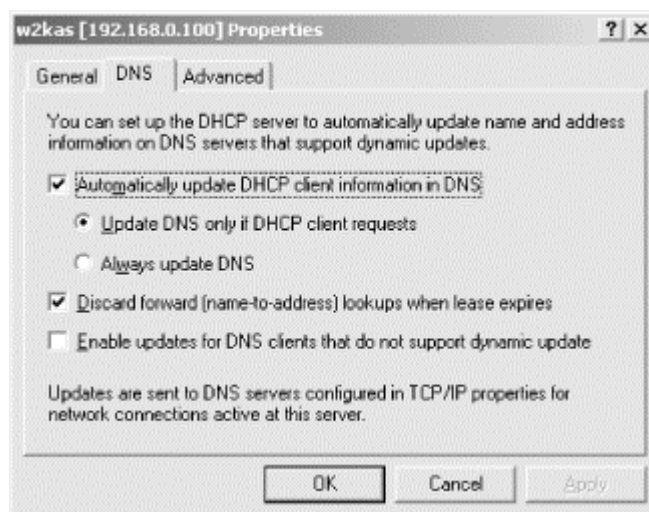 w2kas [192.168.0.100] Properties
General DNS Advanced
You can set up the DHCP server to automatically update name and address
information on DNS servers that support dynamic updates.
Automatically update DHCP client information in DNS
Update DNS only if DHCP client requests
Always update DNS
Discard forward (name-to-address) lookups when lease expires
Enable updates for DNS clients that do not support dynamic update
Updates are sent to DNS servers configured in TCP/IP properties for
network connections active at this server.
OK Cancel Apply